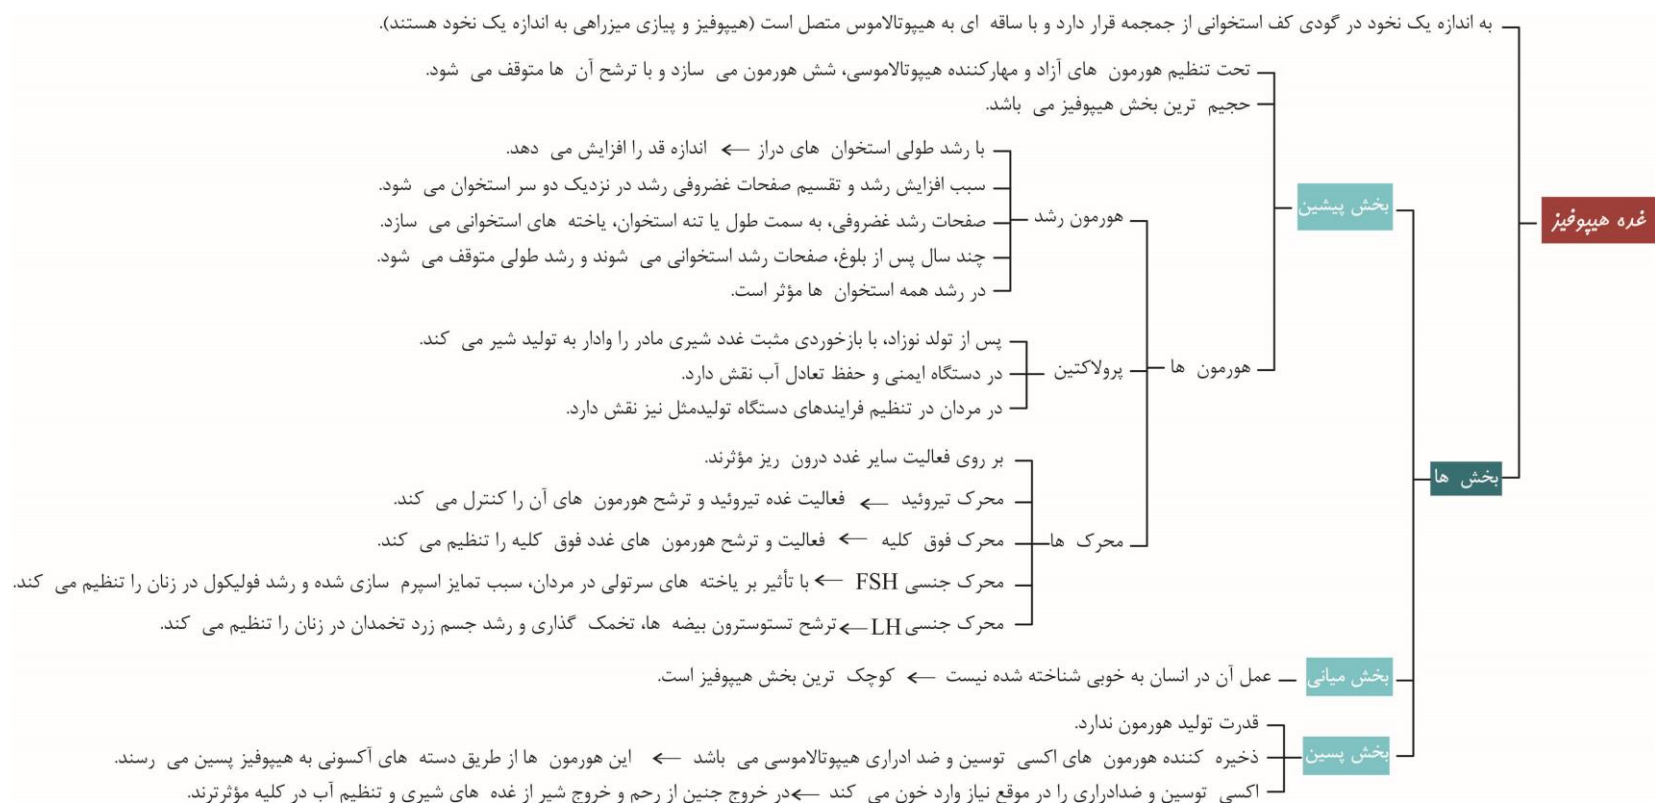 غده هیپوفیز
به اندازه یک نخود در گودی کف استخوانی از جمجمه قرار دارد و با ساقه ای به هیپوتالاموس متصل است (هیپوفیز و پیازی میزراهی به اندازه یک نخود هستند).
بخش ها
بخش پیشین
تحت تنظیم هورمون های آزاد و مهارکننده هیپوتالاموسی، شش هورمون می سازد و با ترشح آن ها متوقف می شود.
حجیم ترین بخش هیپوفیز می باشد.
هورمون ها
هورمون رشد
با رشد طولی استخوان های دراز ← اندازه قد را افزایش می دهد.
سبب افزایش رشد و تقسیم صفحات غضروفی رشد در نزدیک دو سر استخوان می شود.
صفحات رشد غضروفی، به سمت طول یا تنه استخوان، یاخته های استخوانی می سازد.
چند سال پس از بلوغ، صفحات رشد استخوانی می شوند و رشد طولی متوقف می شود.
در رشد همه استخوان ها مؤثر است.
پرولاکتین
پس از تولد نوزاد، با بازخوردی مثبت غدد شیری مادر را وادار به تولید شیر می کند.
در دستگاه ایمنی و حفظ تعادل آب نقش دارد.
در مردان در تنظیم فرایندهای دستگاه تولیدمثل نیز نقش دارد.
محرک ها
بر روی فعالیت سایر غدد درون ریز مؤثرند.
محرک تیروئید ← فعالیت غده تیروئید و ترشح هورمون های آن را کنترل می کند.
محرک فوق کلیه ← فعالیت و ترشح هورمون های غدد فوق کلیه را تنظیم می کند.
محرک جنسی FSH ← با تأثیر بر یاخته های سرتولی در مردان، سبب تمایز اسپرم سازی شده و رشد فولیکول در زنان را تنظیم می کند.
محرک جنسی LH ← ترشح تستوسترون بیضه ها، تخمک گذاری و رشد جسم زرد تخمدان در زنان را تنظیم می کند.
بخش میانی
عمل آن در انسان به خوبی شناخته شده نیست ← کوچک ترین بخش هیپوفیز است.
بخش پسین
قدرت تولید هورمون ندارد.
ذخیره کننده هورمون های اکسی توسین و ضد ادراری هیپوتالاموسی می باشد ← این هورمون ها از طریق دسته های آکسونی به هیپوفیز پسین می رسند.
اکسی توسین و ضدادراری را در موقع نیاز وارد خون می کند ← در خروج جنین از رحم و خروج شیر از غده های شیری و تنظیم آب در کلیه مؤثرترند.